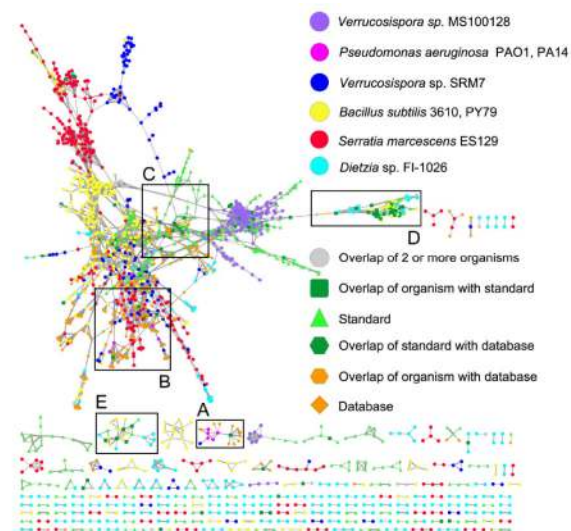 Verrucosispora sp. MS100128
Pseudomonas aeruginosa PAO1, PA14
Verrucosispora sp. SRM7
Bacillus subtilis 3610, PY79
Serratia marcescens ES129
Dietzia sp. FI-1026
C
D
Overlap of 2 or more organisms
Overlap of organism with standard
Standard
Overlap of standard with database
Overlap of organism with database
Database
B
E
A